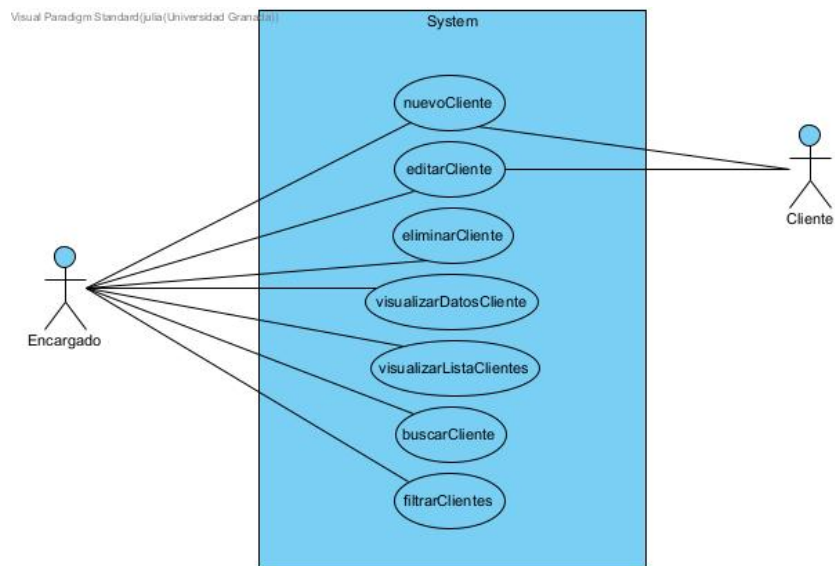 Visual Paradigm Standard(julia(Universidad Granada))
System
nuevoCliente
editarCliente
Cliente
eliminarCliente
visualizarDatosCliente
Encargado
visualizarListaClientes
buscarCliente
filtrarClientes